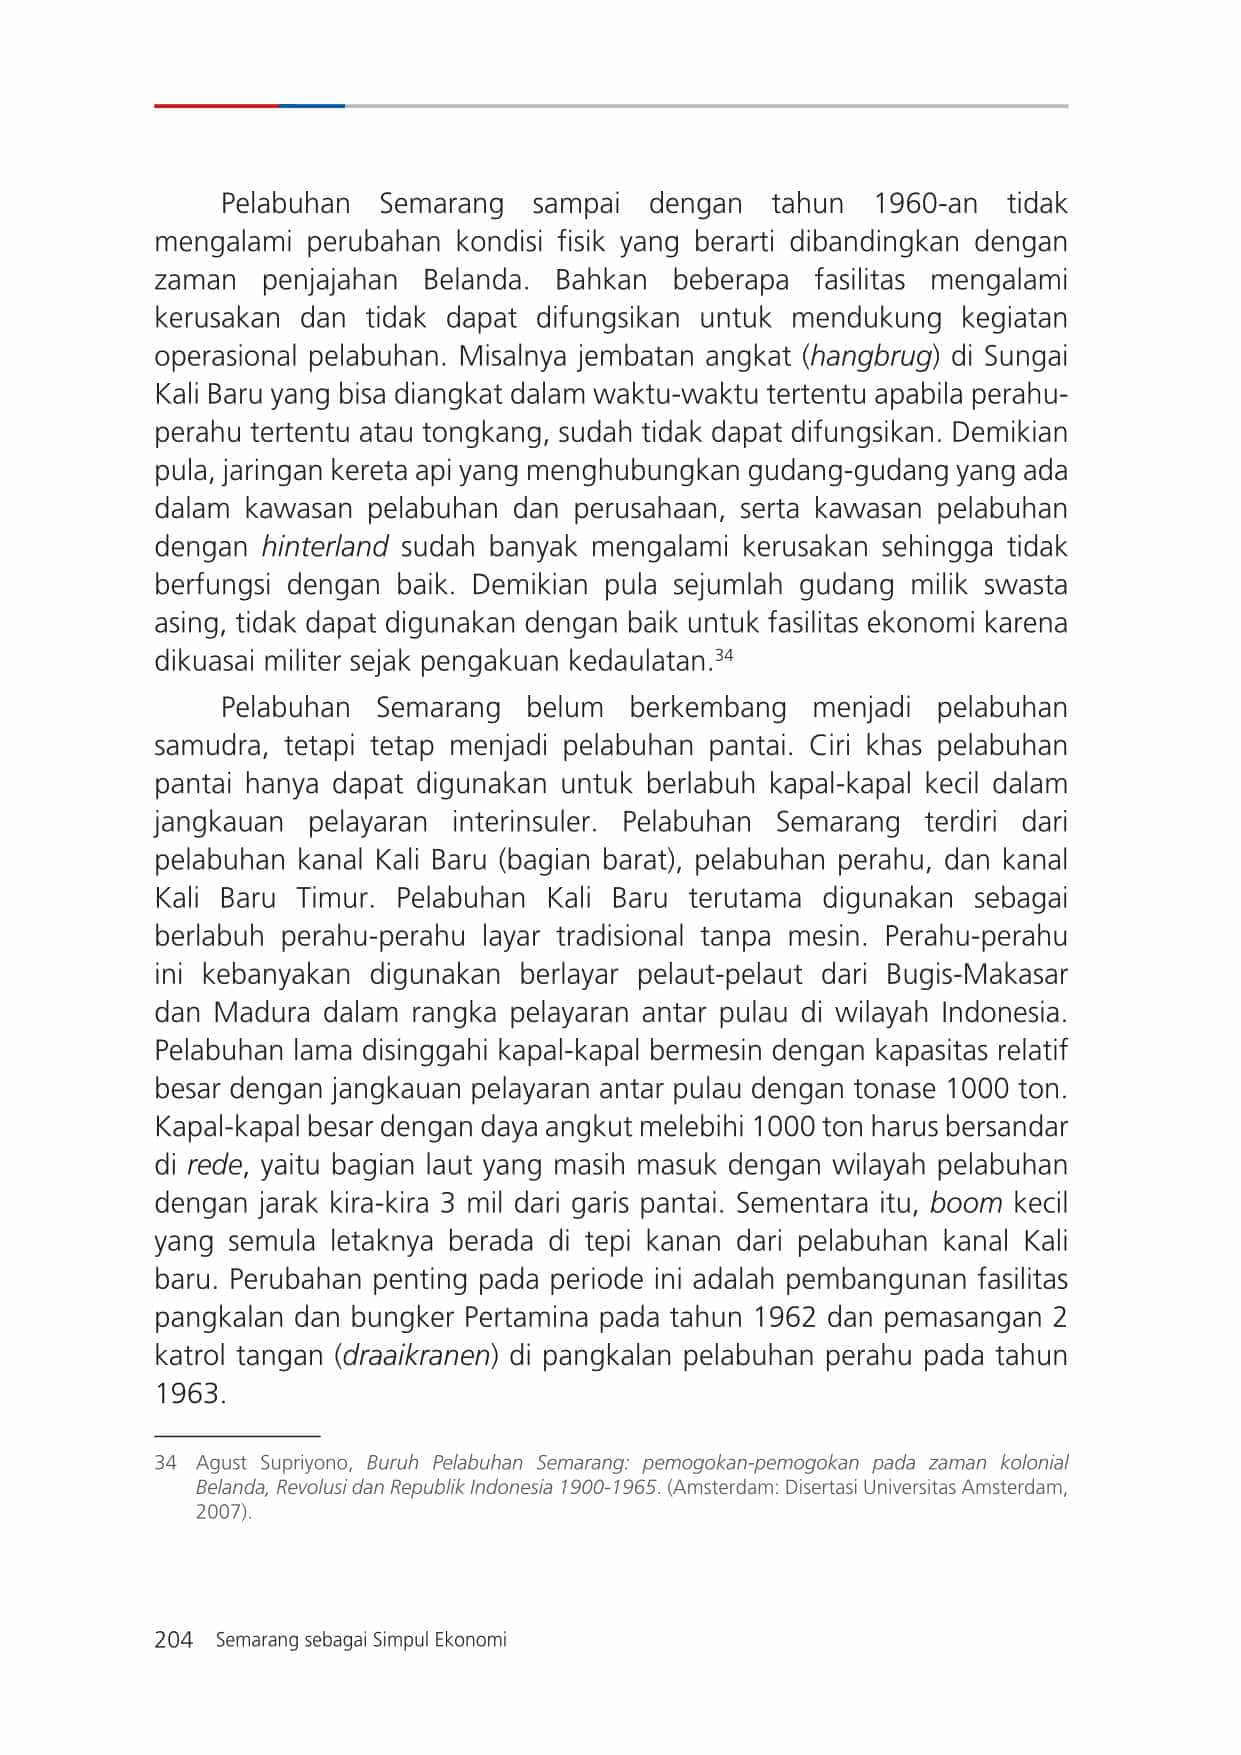 Pelabuhan Semarang sampai dengan tahun 1960-an tidak
mengalami perubahan kondisi fisik yang berarti dibandingkan dengan
zaman penjajahan Belanda. Bahkan beberapa fasilitas mengalami
kerusakan dan tidak dapat difungsikan untuk mendukung kegiatan
operasional pelabuhan. Misalnya jembatan angkat (hangbrug) di Sungai
Kali Baru yang bisa diangkat dalam waktu-waktu tertentu apabila perahu-
perahu tertentu atau tongkang, sudah tidak dapat difungsikan. Demikian
pula, jaringan kereta api yang menghubungkan gudang-gudang yang ada
dalam kawasan pelabuhan dan perusahaan, serta kawasan pelabuhan
dengan hinterland sudah banyak mengalami kerusakan sehingga tidak
berfungsi dengan baik. Demikian pula sejumlah gudang milik swasta
asing, tidak dapat digunakan dengan baik untuk fasilitas ekonomi karena
dikuasai militer sejak pengakuan kedaulatan.34
Pelabuhan Semarang belum berkembang menjadi pelabuhan
samudra, tetapi tetap menjadi pelabuhan pantai. Ciri khas pelabuhan
pantai hanya dapat digunakan untuk berlabuh kapal-kapal kecil dalam
jangkauan pelayaran interinsuler. Pelabuhan Semarang terdiri dari
pelabuhan kanal Kali Baru (bagian barat), pelabuhan perahu, dan kanal
Kali Baru Timur. Pelabuhan Kali Baru terutama digunakan sebagai
berlabuh perahu-perahu layar tradisional tanpa mesin. Perahu-perahu
ini kebanyakan digunakan berlayar pelaut-pelaut dari Bugis-Makasar
dan Madura dalam rangka pelayaran antar pulau di wilayah Indonesia.
Pelabuhan lama disinggahi kapal-kapal bermesin dengan kapasitas relatif
besar dengan jangkauan pelayaran antar pulau dengan tonase 1000 ton.
Kapal-kapal besar dengan daya angkut melebihi 1000 ton harus bersandar
di rede, yaitu bagian laut yang masih masuk dengan wilayah pelabuhan
dengan jarak kira-kira 3 mil dari garis pantai. Sementara itu, boom kecil
yang semula letaknya berada di tepi kanan dari pelabuhan kanal Kali
baru. Perubahan penting pada periode ini adalah pembangunan fasilitas
pangkalan dan bungker Pertamina pada tahun 1962 dan pemasangan 2
katrol tangan (draaikranen) di pangkalan pelabuhan perahu pada tahun
1963.
34 Agust Supriyono, Buruh Pelabuhan Semarang: pemogokan-pemogokan pada zaman kolonial
Belanda, Revolusi dan Republik Indonesia 1900-1965. (Amsterdam: Disertasi Universitas Amsterdam,
2007).
204 Semarang sebagai Simpul Ekonomi